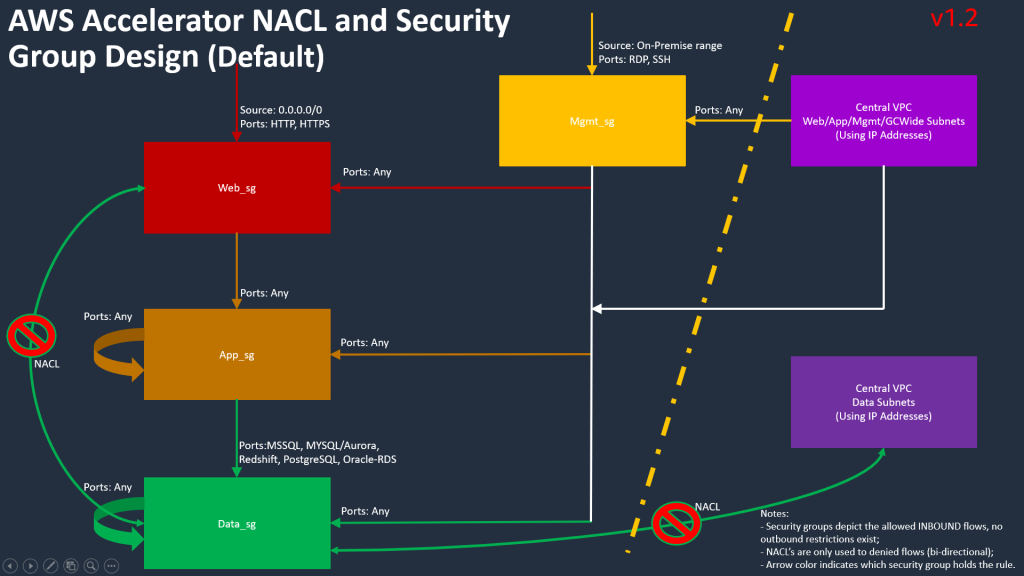 AWS Accelerator NACL and Security
Group Design (Default)
v1.2
Source: On-Premise range
Ports: RDP, SSH
Source: 0.0.0.0/0
Ports: HTTP, HTTPS
Mgmt_sg
Ports: Any
Central VPC
Web/App/Mgmt/GCWide Subnets
(Using IP Addresses)
Web_sg
Ports: Any
Ports: Any
Ports: Any
App_sg
Ports: Any
NACL
Central VPC
Data Subnets
(Using IP Addresses)
Ports:MSSQL, MYSQL/Aurora,
Redshift, PostgreSQL, Oracle-RDS
Ports: Any
Data_sg
Ports: Any
NACL
Notes:
- Security groups depict the allowed INBOUND flows, no
outbound restrictions exist;
- NACL's are only used to denied flows (bi-directional);
- Arrow color indicates which security group holds the rule.